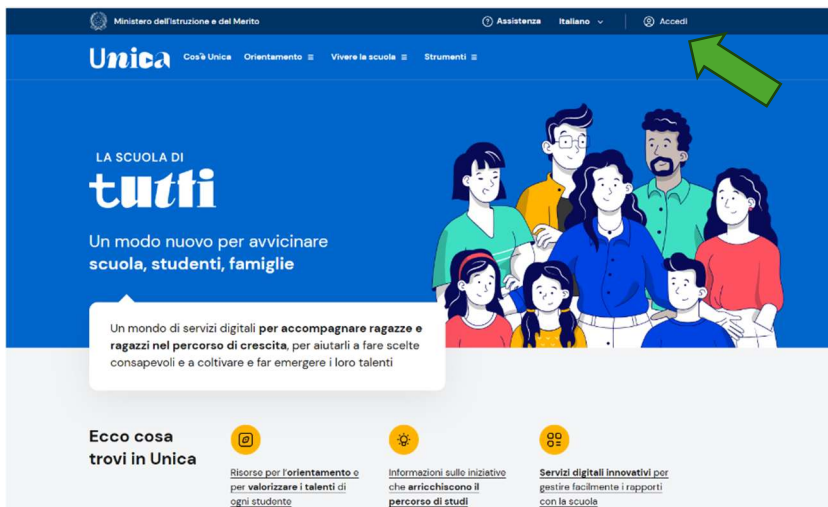 Ministero dell'Istruzione e del Merito
Assistenza
Italiano
Accedi
Unica
Cos'è Unica
Orientamento
Vivere la scuola
Strumenti
LA SCUOLA DI
tutti
Un modo nuovo per avvicinare
scuola, studenti, famiglie
Un mondo di servizi digitali per accompagnare ragazze e
ragazzi nel percorso di crescita, per aiutarli a fare scelte
consapevoli e a coltivare e far emergere i loro talenti
Ecco cosa
trovi in Unica
Risorse per l'orientamento e
per valorizzare i talenti di
ogni studente
Informazioni sulle iniziative
che arricchiscono il
percorso di studi
Servizi digitali innovativi per
gestire facilmente i rapporti
con la scuola